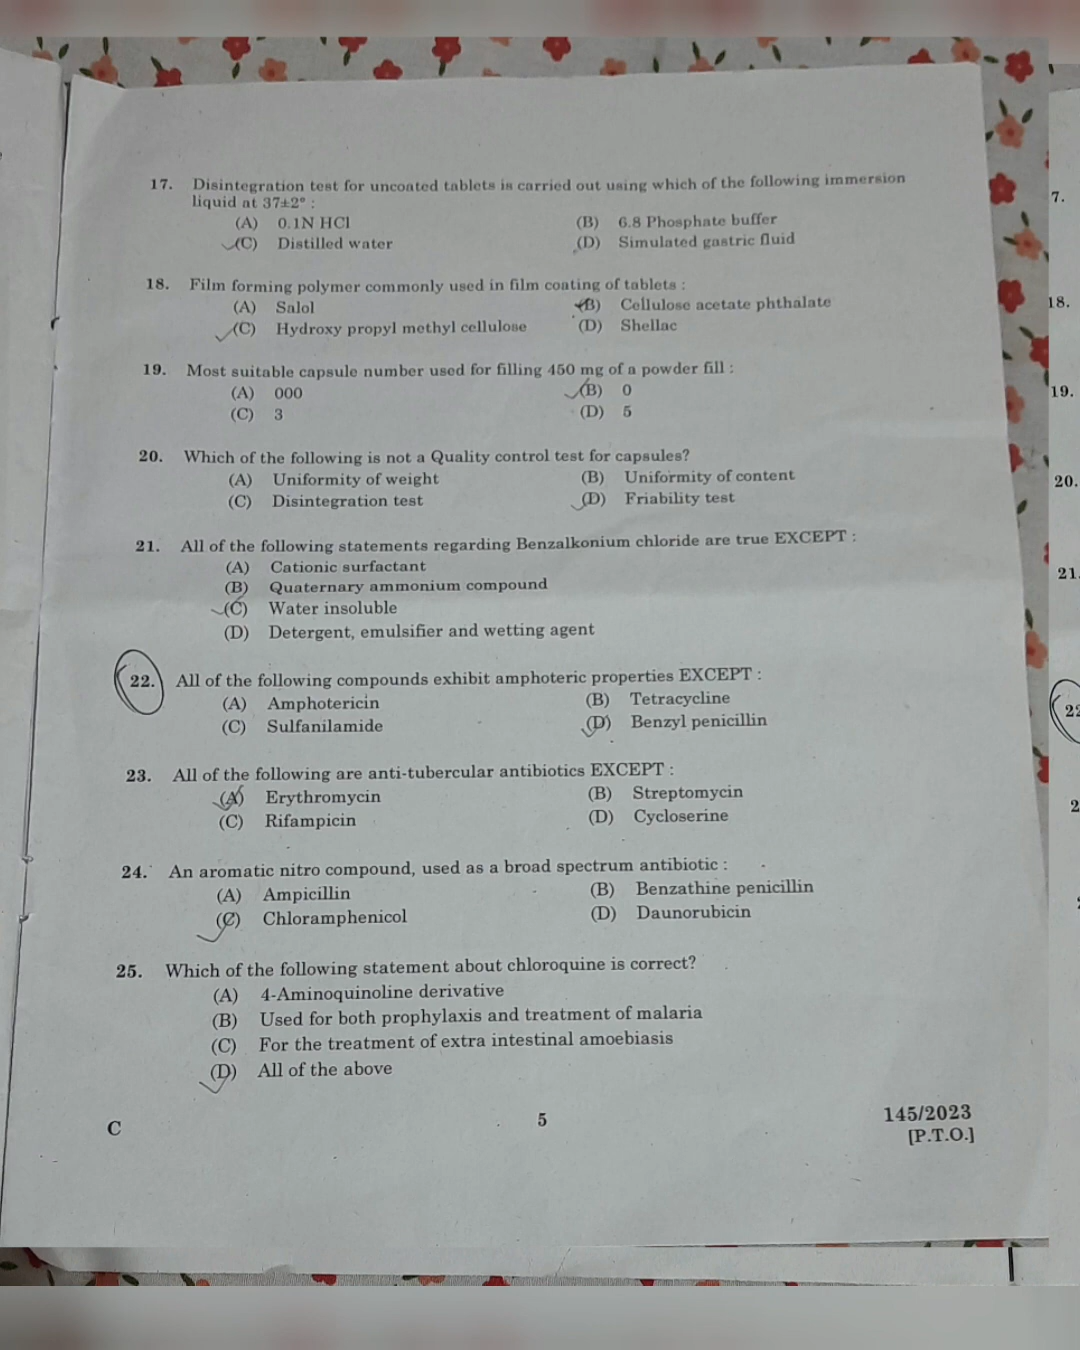 17. Disintegration test for uncoated tablets is carried out using which of the following immersion
liquid at 37±2° :
(A) 0.1N HCl (B) 6.8 Phosphate buffer
(C) Distilled water (D) Simulated gastric fluid
18. Film forming polymer commonly used in film coating of tablets :
(A) Salol (B) Cellulose acetate phthalate
(C) Hydroxy propyl methyl cellulose (D) Shellac
19. Most suitable capsule number used for filling 450 mg of a powder fill :
(A) 000 (B) 0
(C) 3 (D) 5
20. Which of the following is not a Quality control test for capsules?
(A) Uniformity of weight (B) Uniformity of content
(C) Disintegration test (D) Friability test
21. All of the following statements regarding Benzalkonium chloride are true EXCEPT :
(A) Cationic surfactant
(B) Quaternary ammonium compound
(C) Water insoluble
(D) Detergent, emulsifier and wetting agent
22. All of the following compounds exhibit amphoteric properties EXCEPT :
(A) Amphotericin (B) Tetracycline
(C) Sulfanilamide (D) Benzyl penicillin
23. All of the following are anti-tubercular antibiotics EXCEPT :
(A) Erythromycin (B) Streptomycin
(C) Rifampicin (D) Cycloserine
24. An aromatic nitro compound, used as a broad spectrum antibiotic :
(A) Ampicillin (B) Benzathine penicillin
(C) Chloramphenicol (D) Daunorubicin
25. Which of the following statement about chloroquine is correct?
(A) 4-Aminoquinoline derivative
(B) Used for both prophylaxis and treatment of malaria
(C) For the treatment of extra intestinal amoebiasis
(D) All of the above
C 5 145/2023
[P.T.O.]
7.
18.
19.
20.
21.
22
2